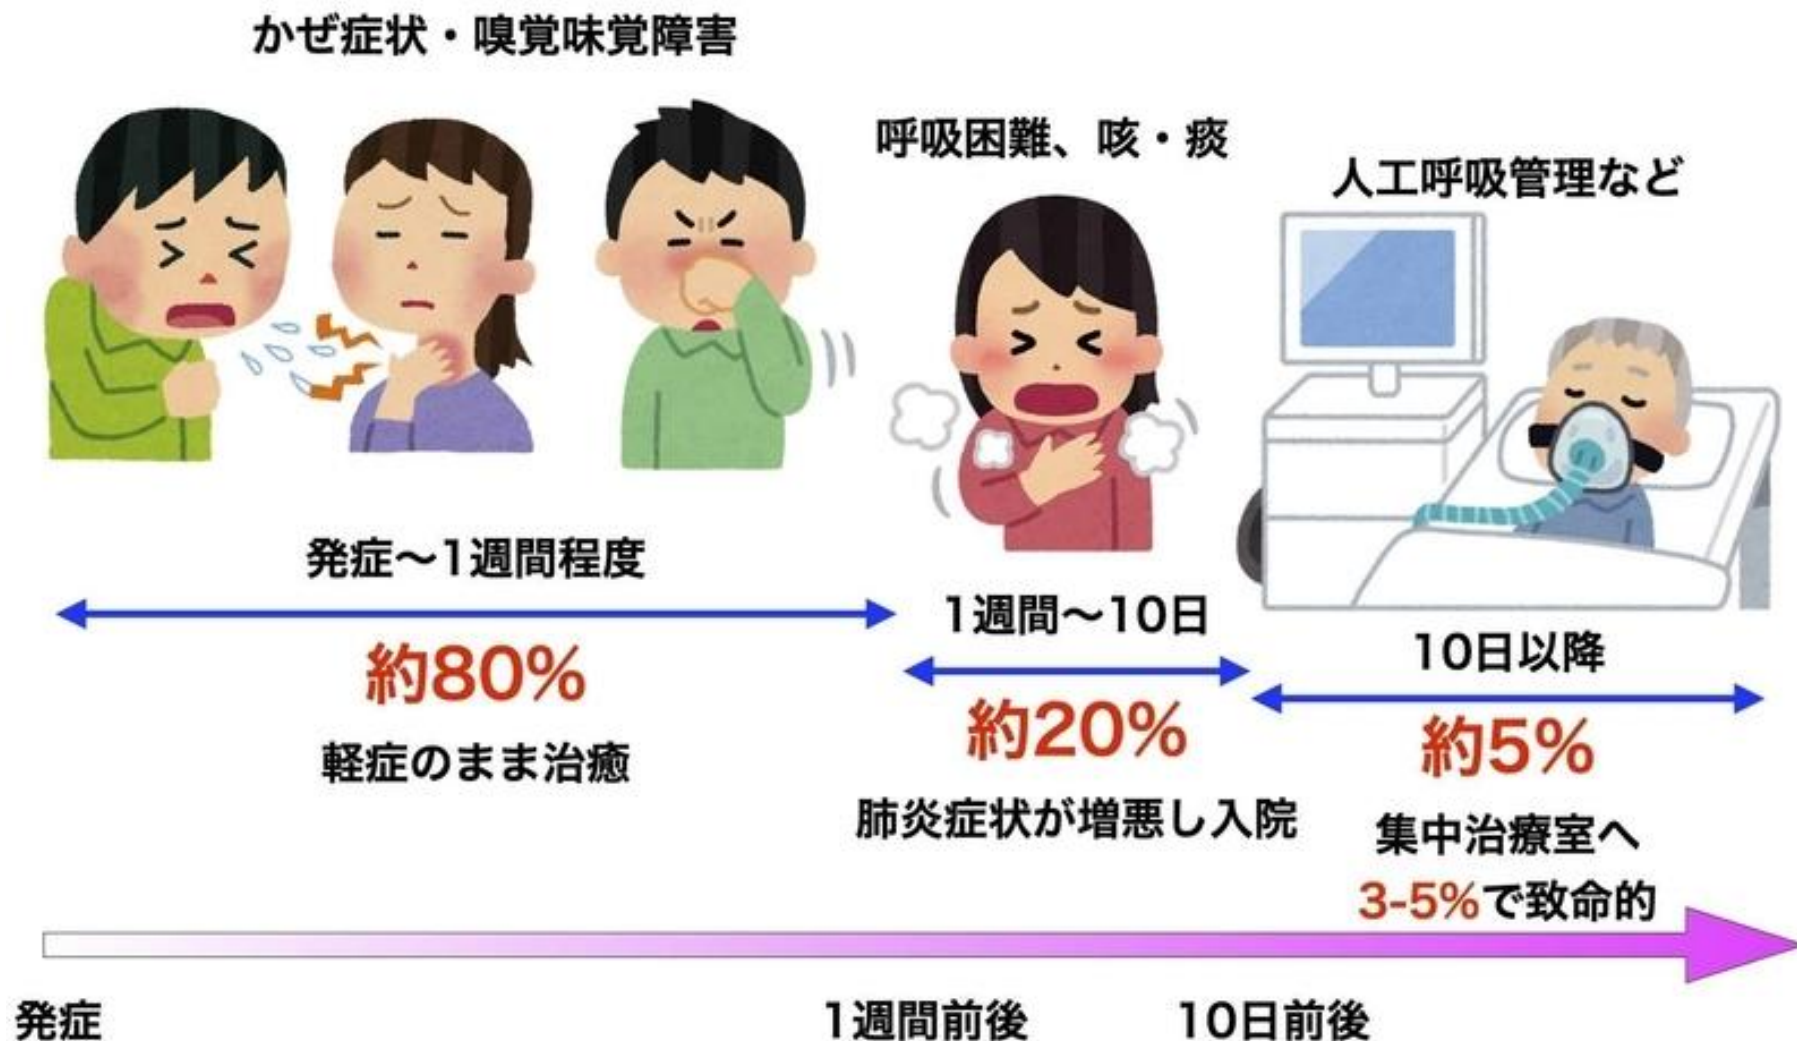 かぜ症状・嗅覚味覚障害
発症〜1週間程度
約80%
軽症のまま治癒
呼吸困難、咳・痰
1週間〜10日
約20%
肺炎症状が増悪し入院
人工呼吸管理など
10日以降
約5%
集中治療室へ
3-5%で致命的
発症
1週間前後
10日前後